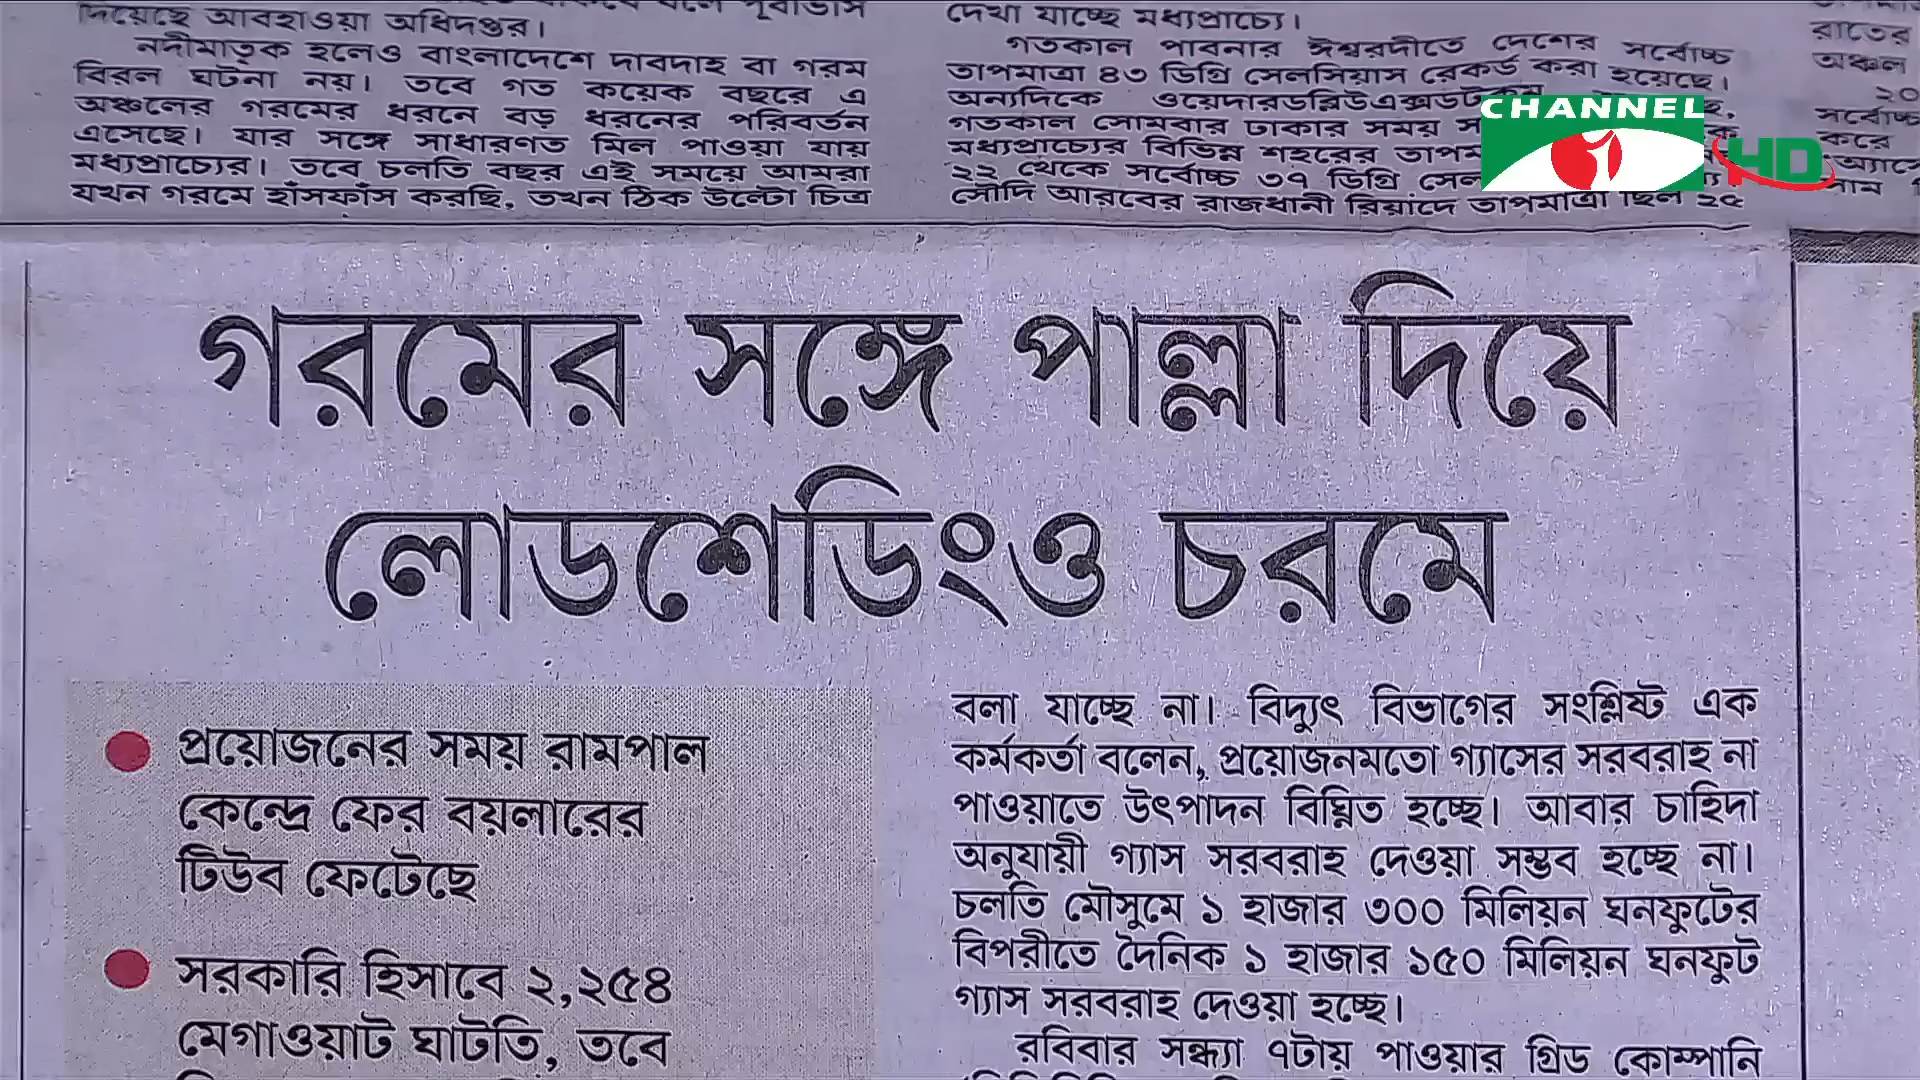 দিয়েছে আবহাওয়া অধিদপ্তর।
নদীমাতৃক হলেও বাংলাদেশে দাবদাহ বা গরম
বিরল ঘটনা নয়। তবে গত কয়েক বছরে এ
অঞ্চলের গরমের ধরনে বড় ধরনের পরিবর্তন
এসেছে। যার সঙ্গে সাধারণত মিল পাওয়া যায়
মধ্যপ্রাচ্যের। তবে চলতি বছর এই সময়ে আমরা
যখন গরমে হাঁসফাঁস করছি, তখন ঠিক উল্টো চিত্র
দেখা যাচ্ছে মধ্যপ্রাচ্যে।
গতকাল পাবনার ঈশ্বরদীতে দেশের সর্বোচ্চ
তাপমাত্রা ৪৩ ডিগ্রি সেলসিয়াস রেকর্ড করা হয়েছে।
অন্যদিকে ওয়েদারডব্লিউএক্সডটকম
গতকাল সোমবার ঢাকার সময়
মধ্যপ্রাচ্যের বিভিন্ন শহরের
২২ থেকে সর্বোচ্চ ৩৭ ডিগ্রি
সৌদি আরবের রাজধানী রিয়াদে তাপমাত্রা ছিল ২৫
রাতের
অঞ্চল
২০
সর্বোচ্চ
করে
CHANNEL
HD
গরমের সঙ্গে পাল্লা দিয়ে
লোডশেডিংও চরমে
প্রয়োজনের সময় রামপাল
কেন্দ্রে ফের বয়লারের
টিউব ফেটেছে
সরকারি হিসাবে ২,২৫৪
মেগাওয়াট ঘাটতি, তবে
বলা যাচ্ছে না। বিদ্যুৎ বিভাগের সংশ্লিষ্ট এক
কর্মকর্তা বলেন, প্রয়োজনমতো গ্যাসের সরবরাহ না
পাওয়াতে উৎপাদন বিঘ্নিত হচ্ছে। আবার চাহিদা
অনুযায়ী গ্যাস সরবরাহ দেওয়া সম্ভব হচ্ছে না।
চলতি মৌসুমে ১ হাজার ৩০০ মিলিয়ন ঘনফুটের
বিপরীতে দৈনিক ১ হাজার ১৫০ মিলিয়ন ঘনফুট
গ্যাস সরবরাহ দেওয়া হচ্ছে।
রবিবার সন্ধ্যা ৭টায় পাওয়ার গ্রিড কোম্পানি